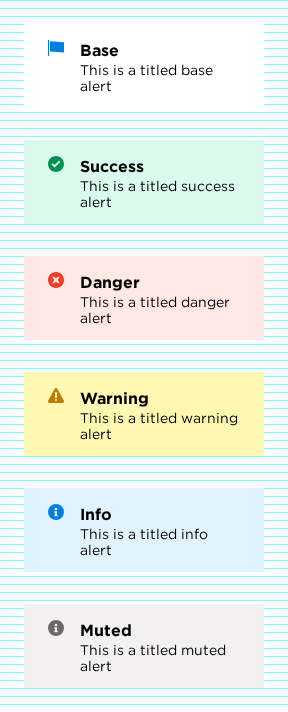 Base
This is a titled base
alert
Success
This is a titled success
alert
Danger
This is a titled danger
alert
Warning
This is a titled warning
alert
Info
This is a titled info
alert
Muted
This is a titled muted
alert